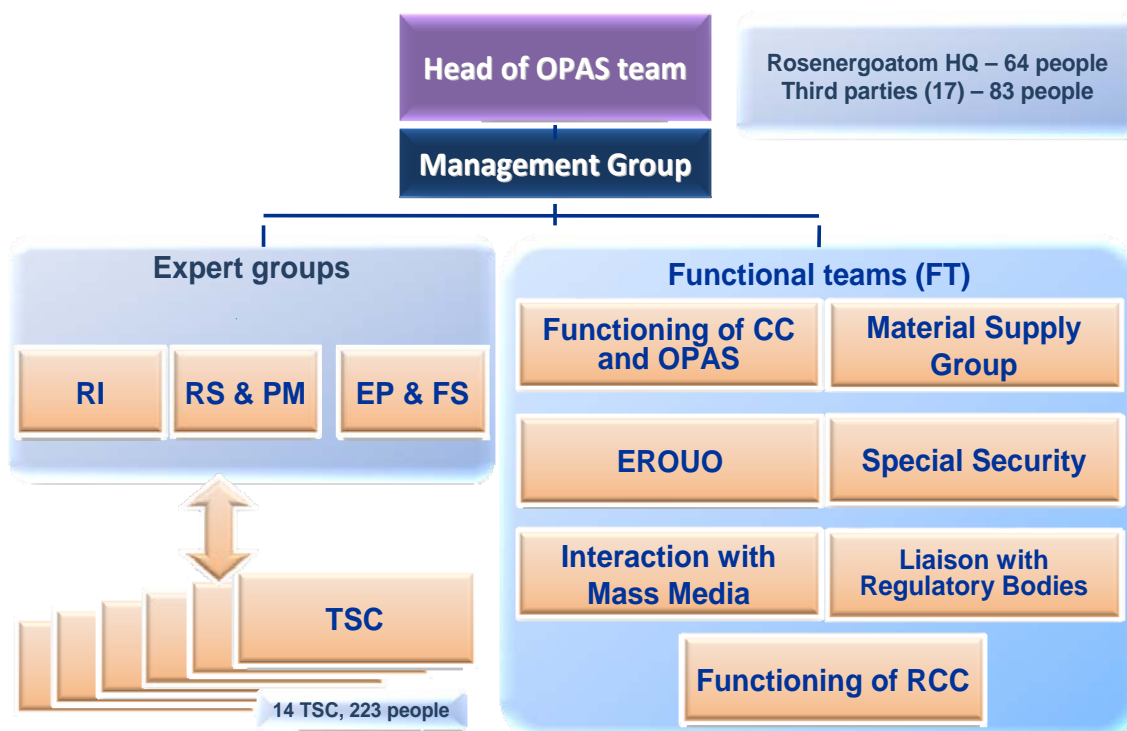 Head of OPAS team
Rosenergoatom HQ – 64 people
Third parties (17) – 83 people
Management Group
Expert groups
RI
RS & PM
EP & FS
TSC
14 TSC, 223 people
Functional teams (FT)
Functioning of CC
and OPAS
Material Supply
Group
EROUO
Special Security
Interaction with
Mass Media
Liaison with
Regulatory Bodies
Functioning of RCC